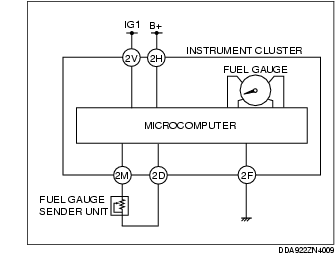 IG1 B+
2V 2H INSTRUMENT CLUSTER
FUEL GAUGE
MICROCOMPUTER
2M 2D 2F
FUEL GAUGE
SENDER UNIT
DDA922ZN4009